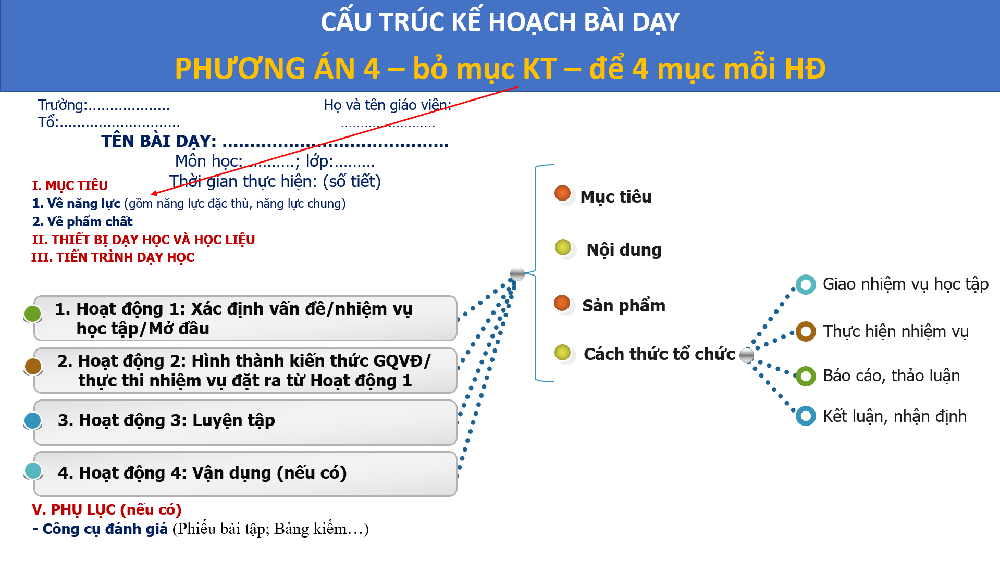 CẤU TRÚC KẾ HOẠCH BÀI DẠY
PHƯƠNG ÁN 4 – bỏ mục KT – để 4 mục mỗi HĐ
Trường:...................
Họ và tên giáo viên:
Tổ:............................
........................
TÊN BÀI DẠY: ..........................................
Môn học: ...........; lớp:.........
Thời gian thực hiện: (số tiết)
I. MỤC TIÊU
1. Về năng lực (gồm năng lực đặc thù, năng lực chung)
2. Về phẩm chất
II. THIẾT BỊ DẠY HỌC VÀ HỌC LIỆU
III. TIẾN TRÌNH DẠY HỌC
1. Hoạt động 1: Xác định vấn đề/nhiệm vụ
học tập/Mở đầu
2. Hoạt động 2: Hình thành kiến thức GQVĐ/
thực thi nhiệm vụ đặt ra từ Hoạt động 1
3. Hoạt động 3: Luyện tập
4. Hoạt động 4: Vận dụng (nếu có)
Mục tiêu
Nội dung
Sản phẩm
Cách thức tổ chức
Giao nhiệm vụ học tập
Thực hiện nhiệm vụ
Báo cáo, thảo luận
Kết luận, nhận định
V. PHỤ LỤC (nếu có)
- Công cụ đánh giá (Phiếu bài tập; Bảng kiểm…)